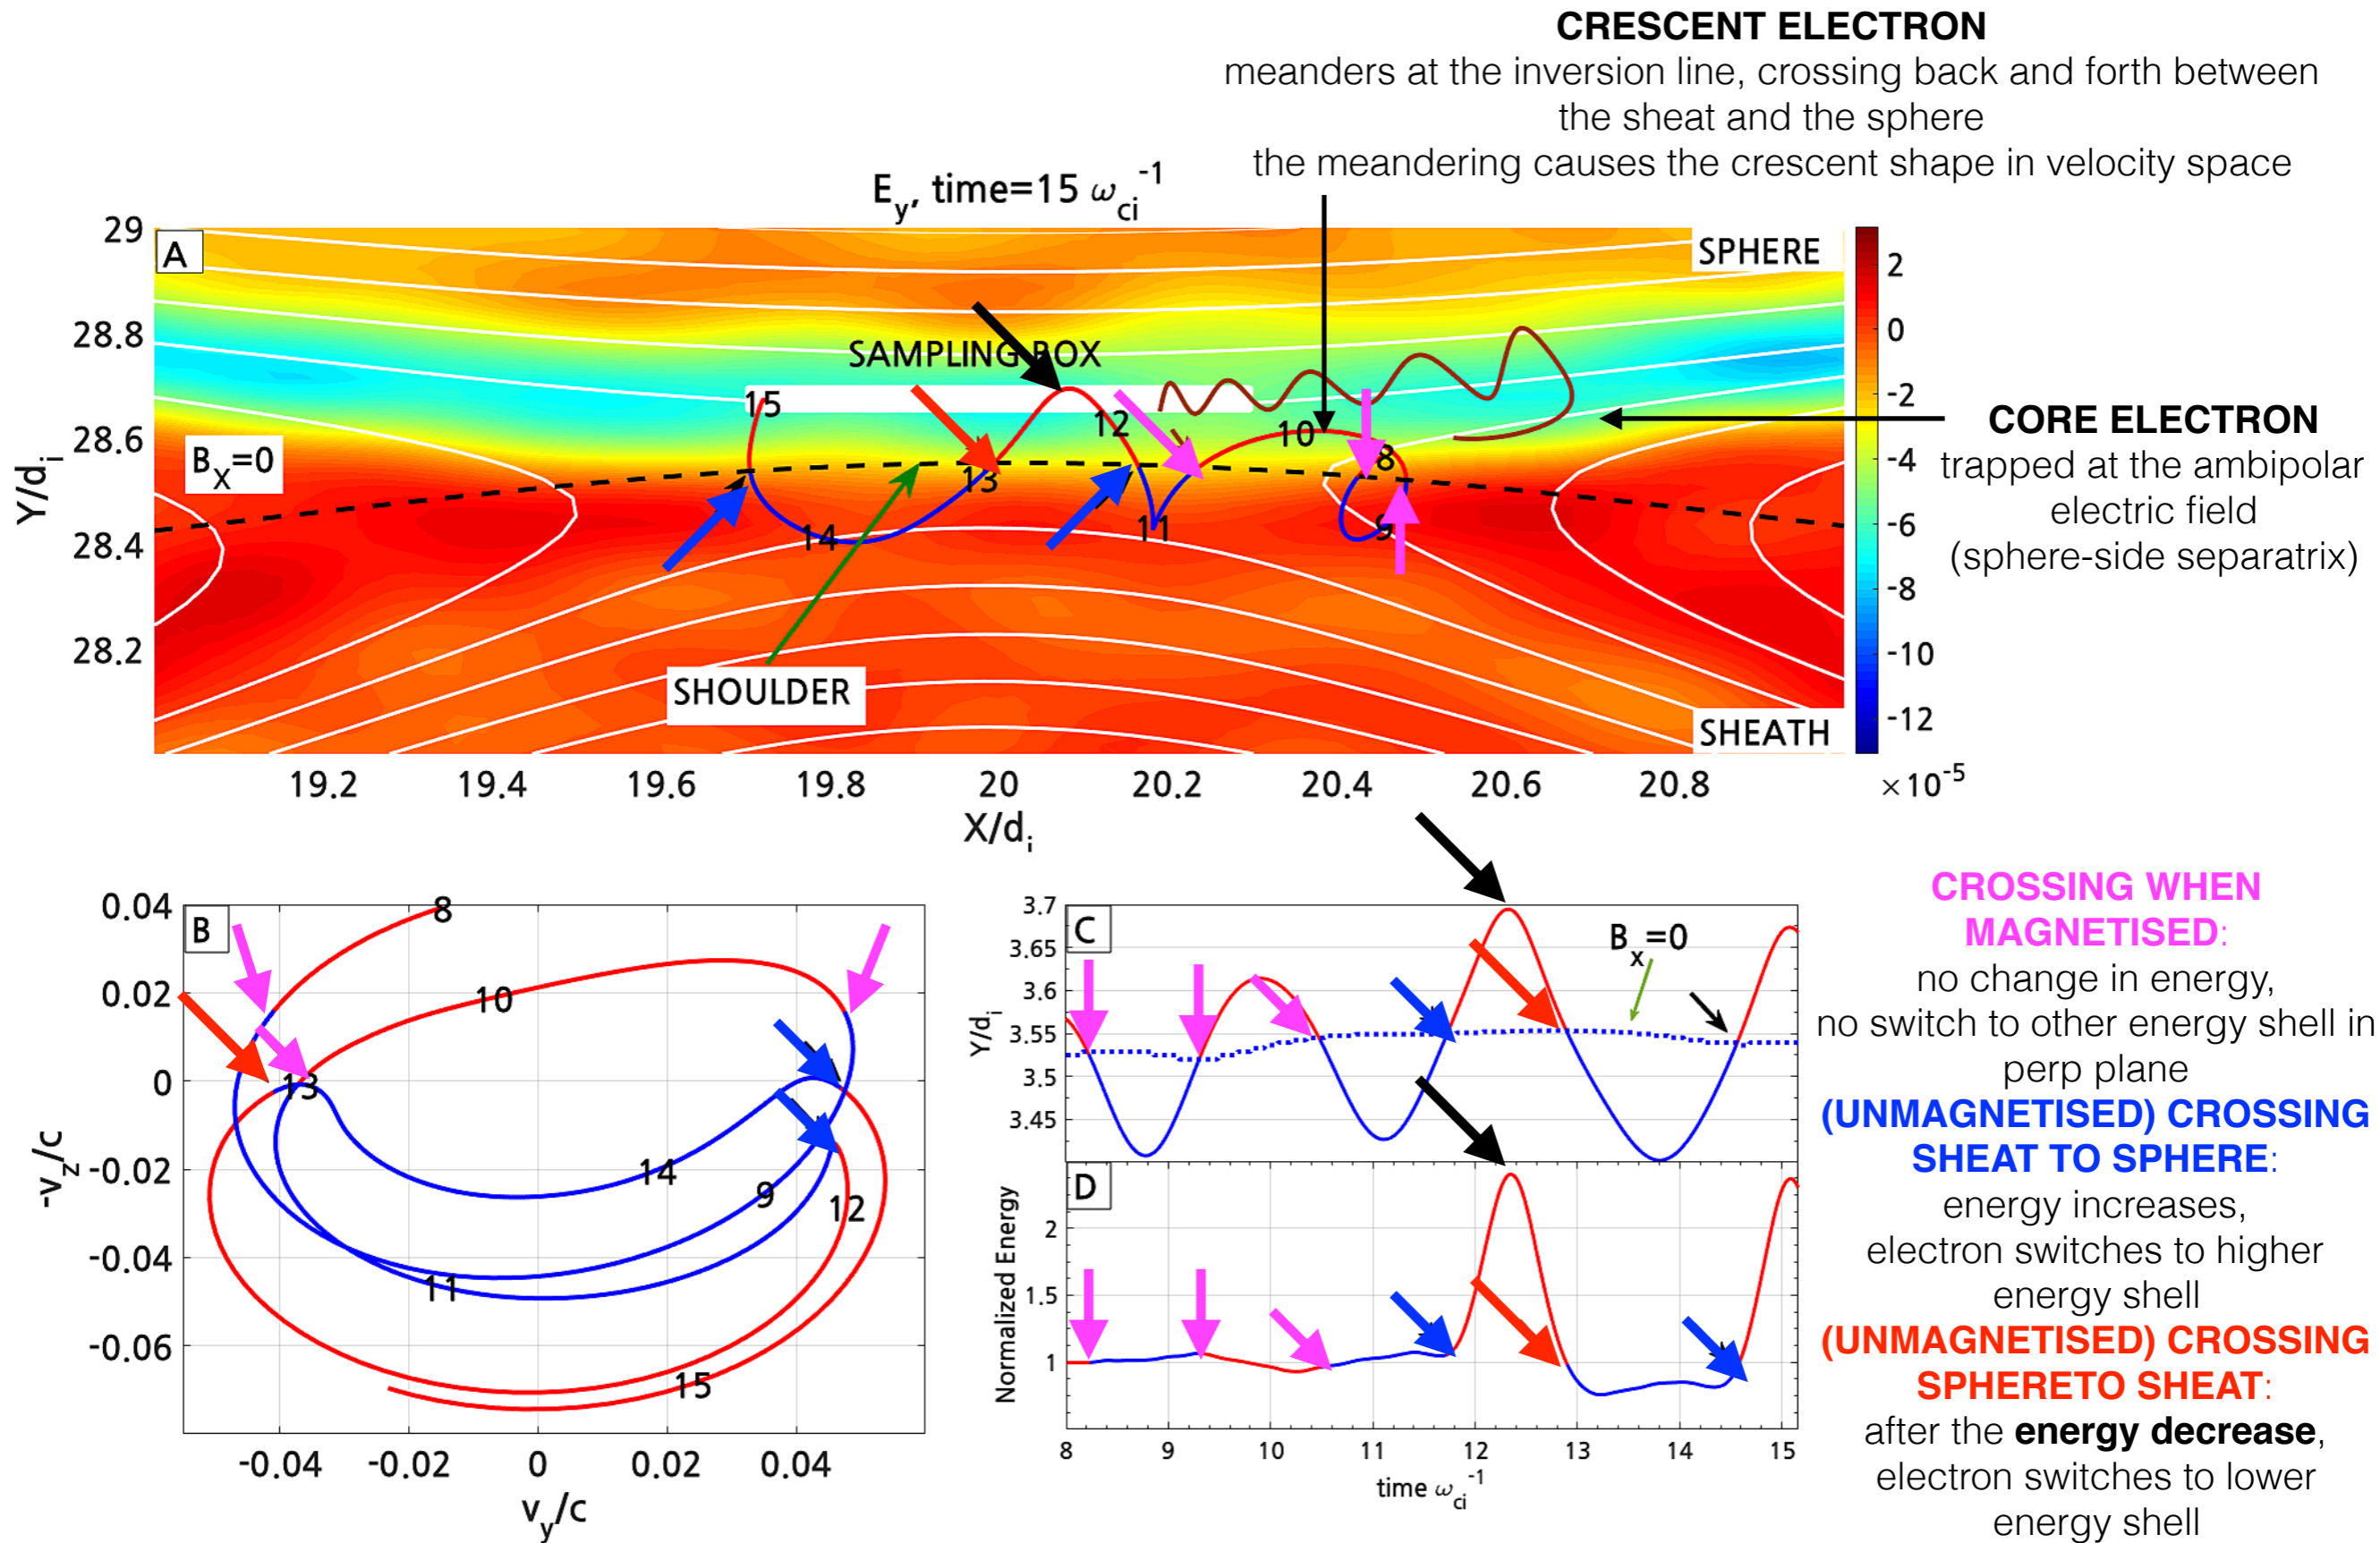 CRESCENT ELECTRON
meanders at the inversion line, crossing back and forth between
the sheat and the sphere
the meandering causes the crescent shape in velocity space
E_y, time=15 ω_ci^-1
A
SPHERE
29
28.8
28.6
28.4
28.2
Y/d_i
SAMPLING BOX
B_X=0
15
14
13
12
11
10
8
9
SHOULDER
SHEATH
19.2 19.4 19.6 19.8 20 20.2 20.4 20.6 20.8
X/d_i
2
0
-2
-4
-6
-8
-10
-12
×10^-5
CORE ELECTRON
trapped at the ambipolar
electric field
(sphere-side separatrix)
B
0.04
0.02
0
-0.02
-0.04
-0.06
-v_z/c
8
10
13
14
9
12
11
15
-0.04 -0.02 0 0.02 0.04
v_y/c
C
3.7
3.65
3.6
3.55
3.5
3.45
Y/d_i
B_x=0
D
2
1.5
1
Normalized Energy
8 9 10 11 12 13 14 15
time ω_ci^-1
CROSSING WHEN
MAGNETISED:
no change in energy,
no switch to other energy shell in
perp plane
(UNMAGNETISED) CROSSING
SHEAT TO SPHERE:
energy increases,
electron switches to higher
energy shell
(UNMAGNETISED) CROSSING
SPHERETO SHEAT:
after the energy decrease,
electron switches to lower
energy shell